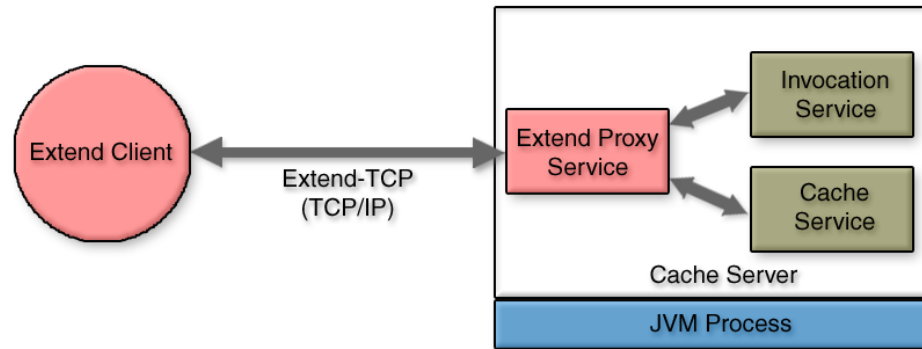 Extend Client
Extend-TCP
(TCP/IP)
Extend Proxy
Service
Invocation
Service
Cache
Service
Cache Server
JVM Process